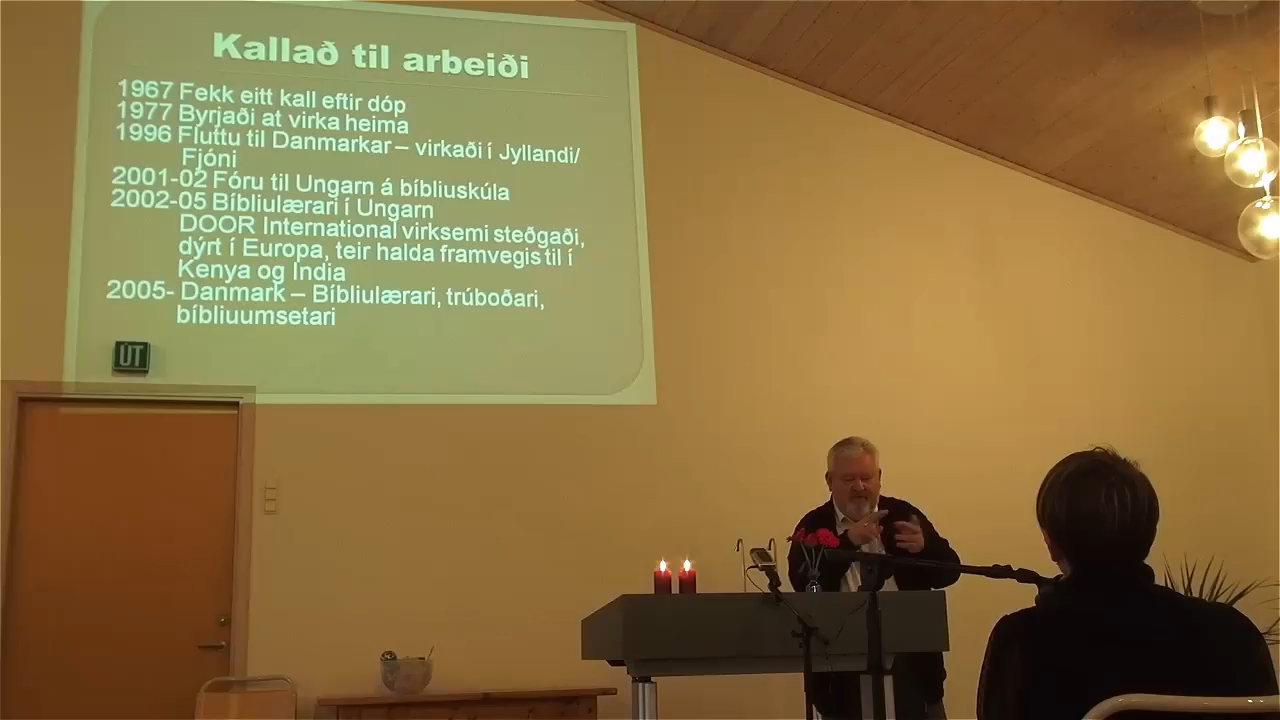 Kallað til arbeiði
1967 Fekk eitt kall eftir dóp
1977 Byrjaði at virka heima
1996 Fluttu til Danmarkar – virkaði í Jyllandi/
Fjóni
2001-02 Fóru til Ungarn á bíbliuskúla
2002-05 Bíbliulærari í Ungarn
DOOR International virksemi steðgaði,
dýrt í Europa, teir halda framvegis til í
Kenya og India
2005- Danmark – Bíbliulærari, trúboðari,
bíbliuumsetari
ÚT